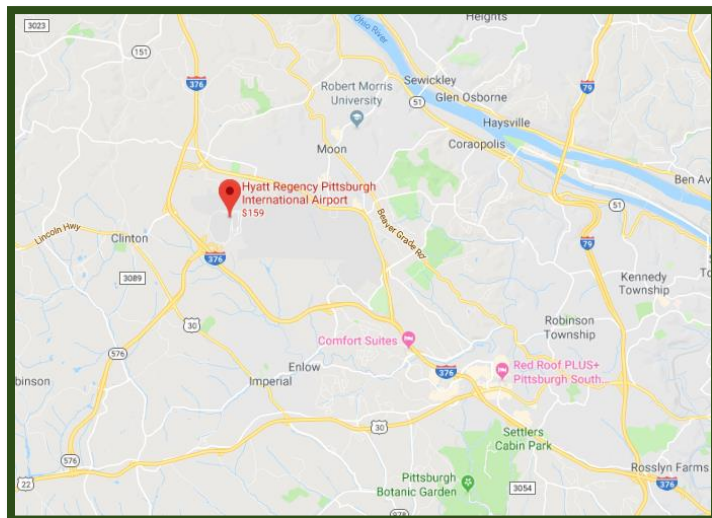 3023
Heights
151
376
Ohio River
79
Robert Morris
University
Sewickley
51
Glen Osborne
Haysville
Moon
Coraopolis
Hyatt Regency Pittsburgh
International Airport
$159
Ben Av
51
Lincoln Hwy
Clinton
Beaver Grade Rd
79
376
3089
Kennedy
Township
30
Robinson
Township
Comfort Suites
576
Enlow
Red Roof PLUS+
Pittsburgh South...
376
binson
Imperial
30
Settlers
Cabin Park
576
Rosslyn Farms
22
Pittsburgh
Botanic Garden
3054
376
978